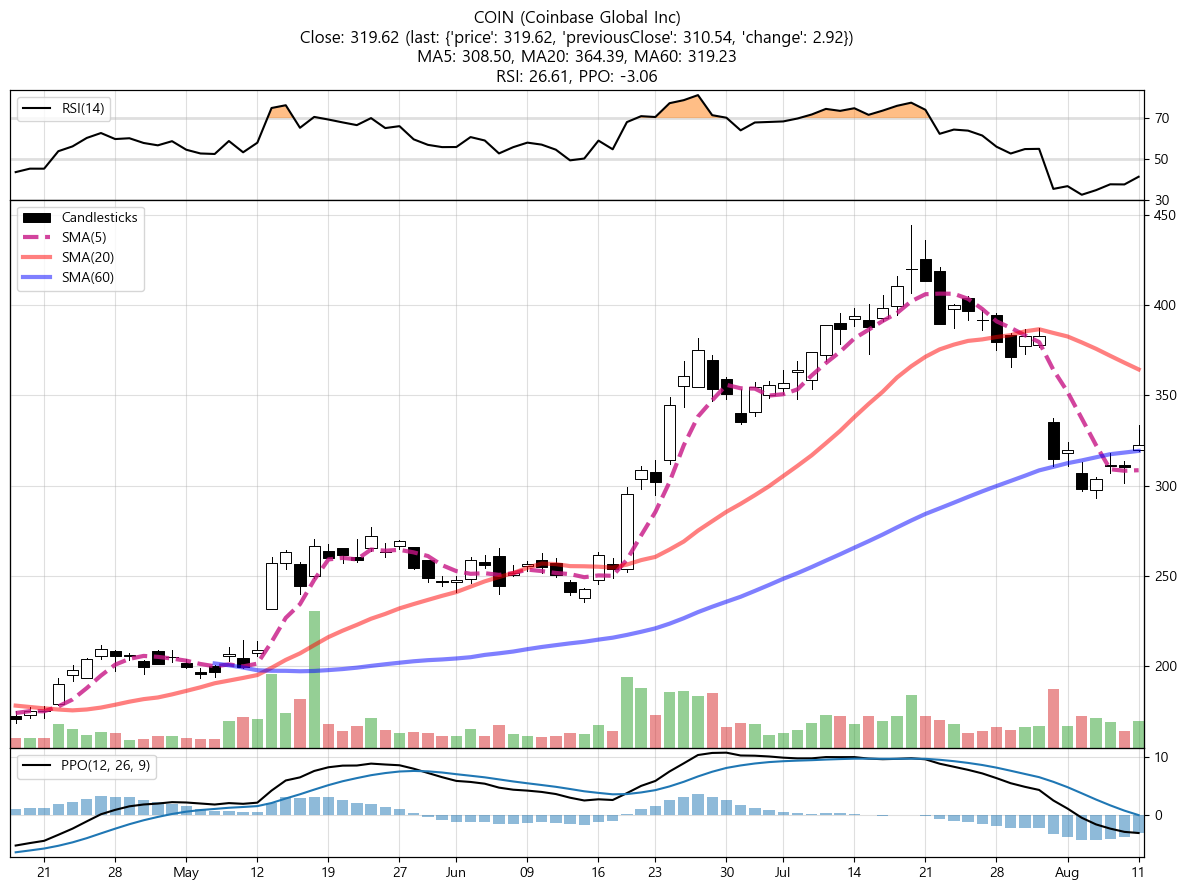 COIN (Coinbase Global Inc)
Close: 319.62 (last: {'price': 319.62, 'previousClose': 310.54, 'change': 2.92})
MA5: 308.50, MA20: 364.39, MA60: 319.23
RSI: 26.61, PPO: -3.06
RSI(14)
70
50
30
Candlesticks
SMA(5)
SMA(20)
SMA(60)
450
400
350
300
250
200
PPO(12, 26, 9)
10
0
21 28 May 12 19 27 Jun 09 16 23 30 Jul 14 21 28 Aug 11